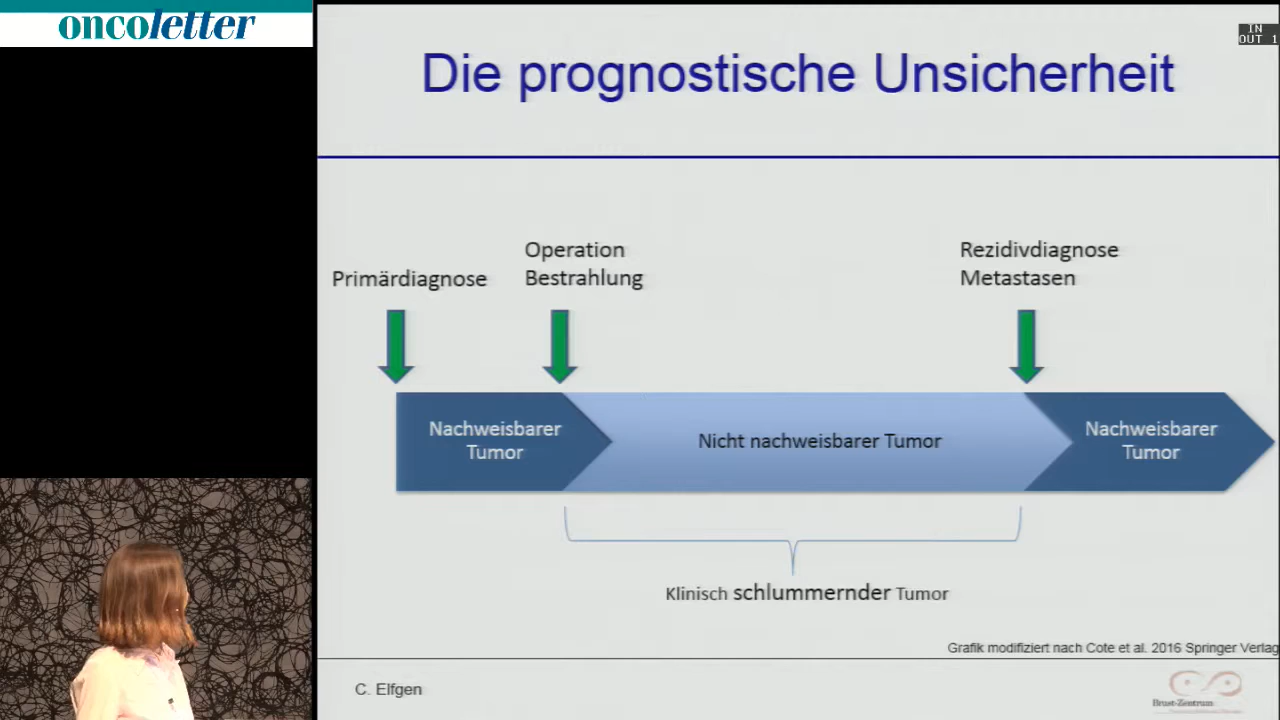 oncoletter
IN
OUT 1
Die prognostische Unsicherheit
Primärdiagnose
Operation
Bestrahlung
Rezidivdiagnose
Metastasen
Nachweisbarer
Tumor
Nicht nachweisbarer Tumor
Nachweisbarer
Tumor
Klinisch schlummernder Tumor
Grafik modifiziert nach Cote et al. 2016 Springer Verlag
C. Elfgen
Brust-Zentrum